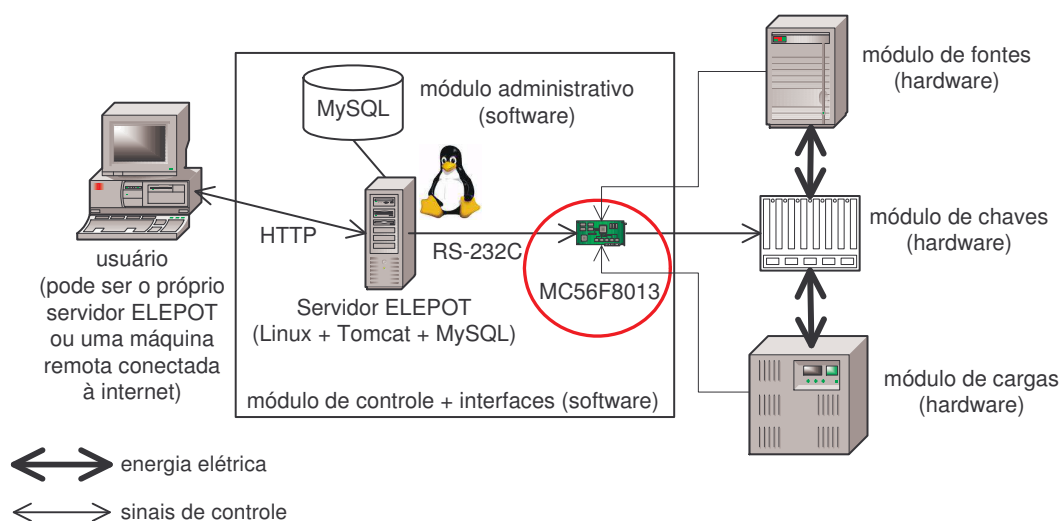 MySQL
módulo administrativo
(software)
módulo de fontes
(hardware)
HTTP
RS-232C
MC56F8013
módulo de chaves
(hardware)
usuário
(pode ser o próprio
servidor ELEPOT
ou uma máquina
remota conectada
à internet)
Servidor ELEPOT
(Linux + Tomcat + MySQL)
módulo de controle + interfaces (software)
módulo de cargas
(hardware)
energia elétrica
sinais de controle